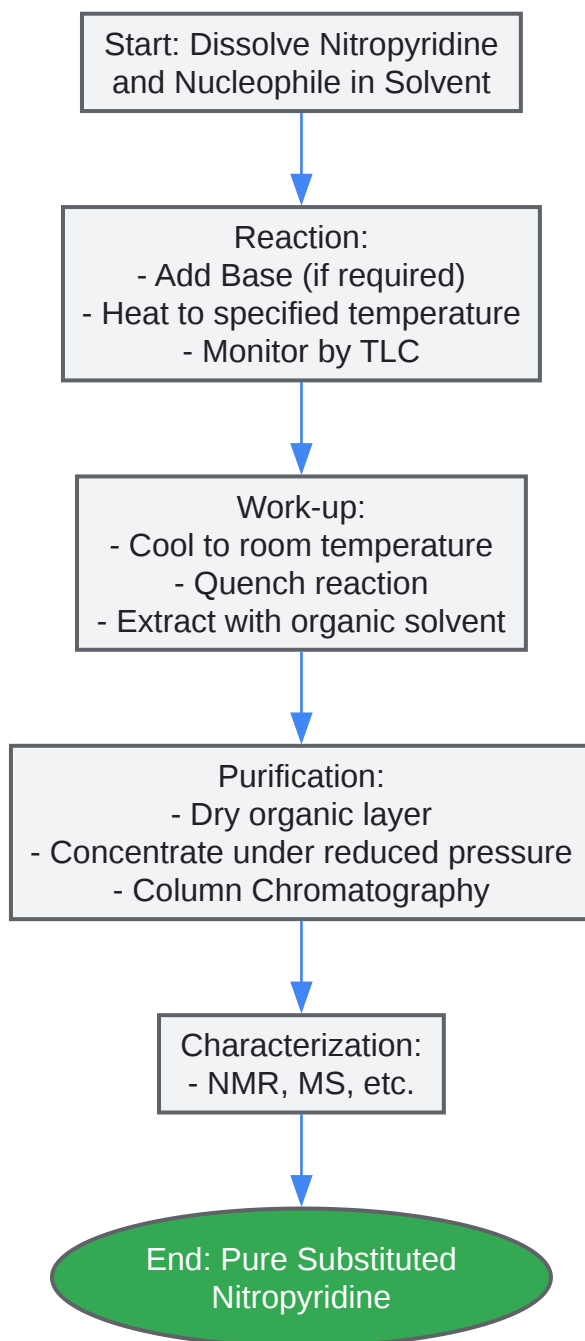 Start: Dissolve Nitropyridine
and Nucleophile in Solvent
Reaction:
- Add Base (if required)
- Heat to specified temperature
- Monitor by TLC
Work-up:
- Cool to room temperature
- Quench reaction
- Extract with organic solvent
Purification:
- Dry organic layer
- Concentrate under reduced pressure
- Column Chromatography
Characterization:
- NMR, MS, etc.
End: Pure Substituted
Nitropyridine